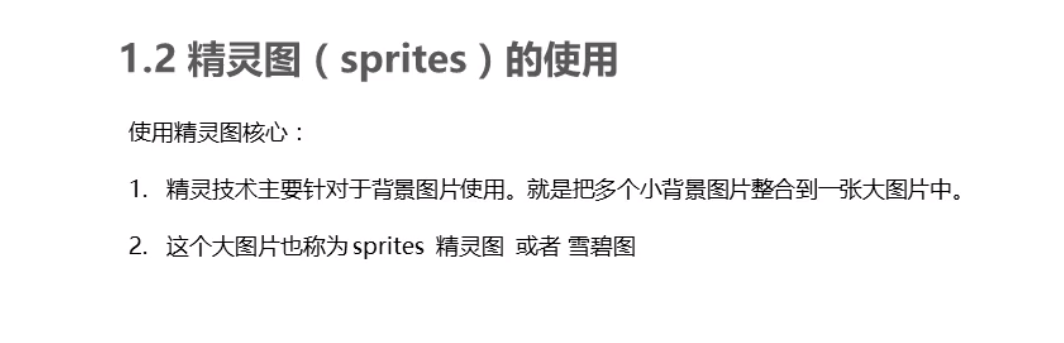 1.2 精灵图（sprites）的使用
使用精灵图核心：
1. 精灵技术主要针对于背景图片使用。就是把多个小背景图片整合到一张大图片中。
2. 这个大图片也称为 sprites 精灵图 或者 雪碧图